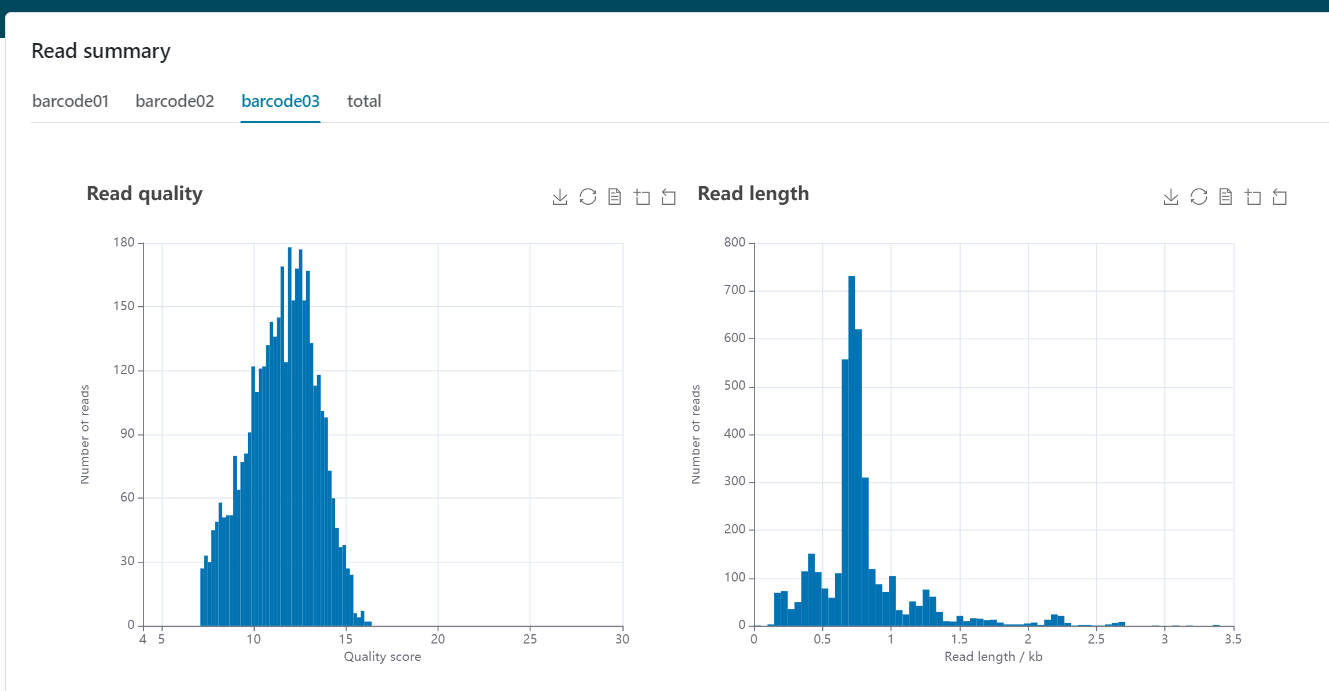 Read summary
barcode01 barcode02 barcode03 total
Read quality
Read length
180
150
120
90
60
30
0
Number of reads
4 5 10 15 20 25 30
Quality score
800
700
600
500
400
300
200
100
0
Number of reads
0 0.5 1 1.5 2 2.5 3 3.5
Read length / kb